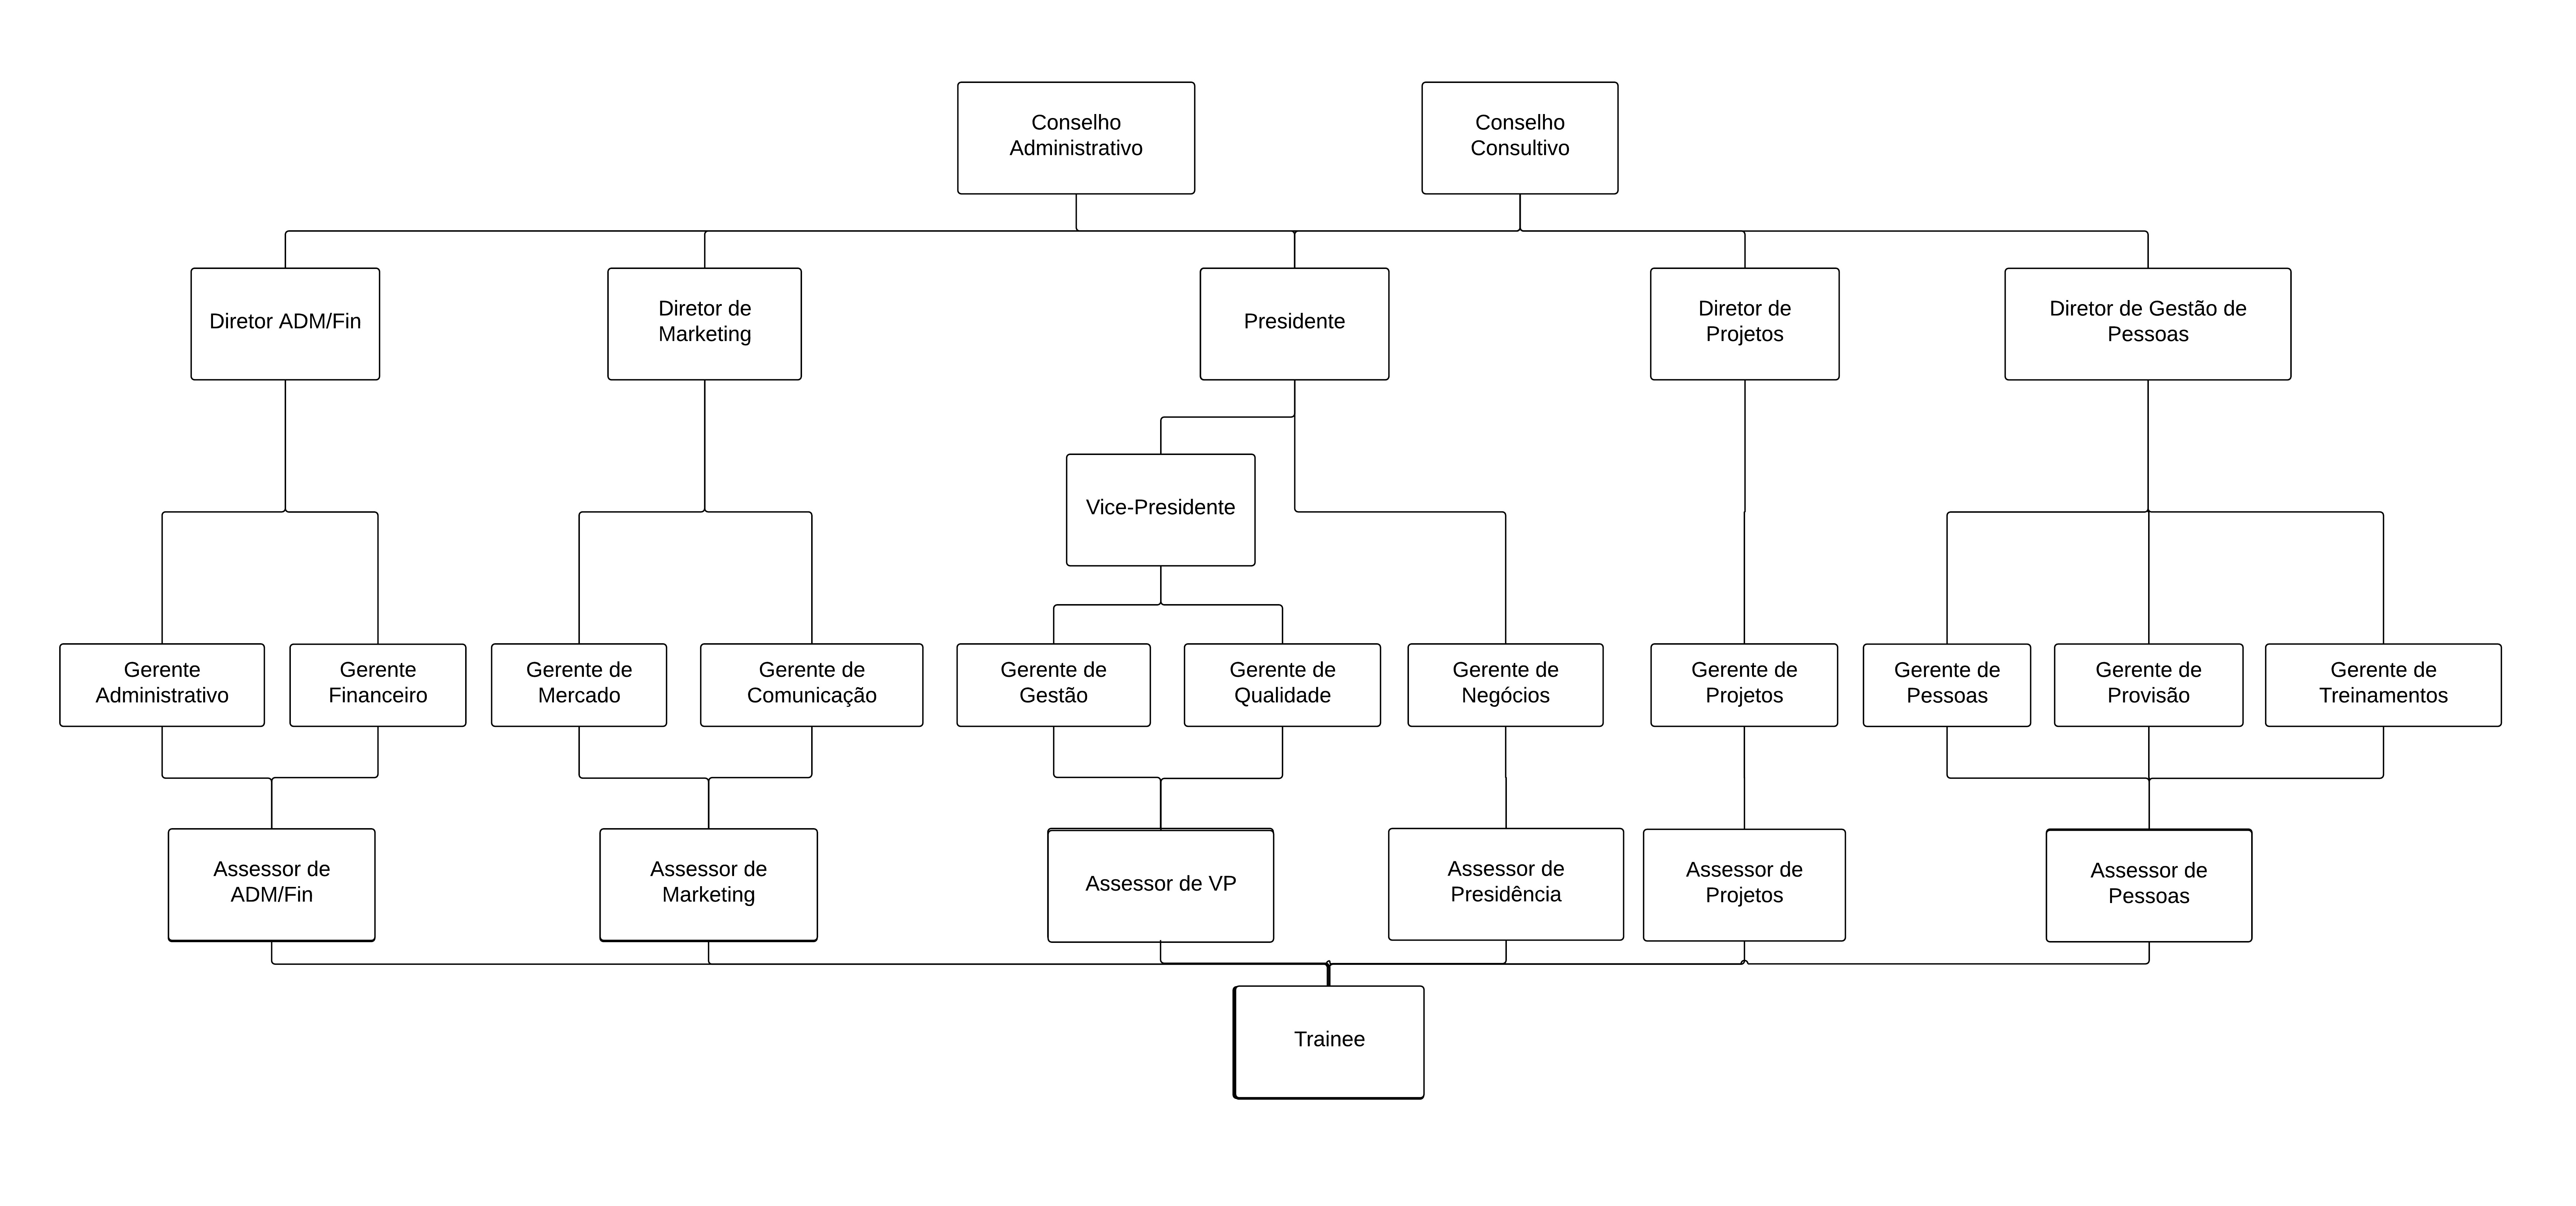 Conselho
Administrativo
Conselho
Consultivo
Diretor ADM/Fin
Diretor de
Marketing
Presidente
Diretor de
Projetos
Diretor de Gestão de
Pessoas
Vice-Presidente
Gerente
Administrativo
Gerente
Financeiro
Gerente de
Mercado
Gerente de
Comunicação
Gerente de
Gestão
Gerente de
Qualidade
Gerente de
Negócios
Gerente de
Projetos
Gerente de
Pessoas
Gerente de
Provisão
Gerente de
Treinamentos
Assessor de
ADM/Fin
Assessor de
Marketing
Assessor de VP
Assessor de
Presidência
Assessor de
Projetos
Assessor de
Pessoas
Trainee